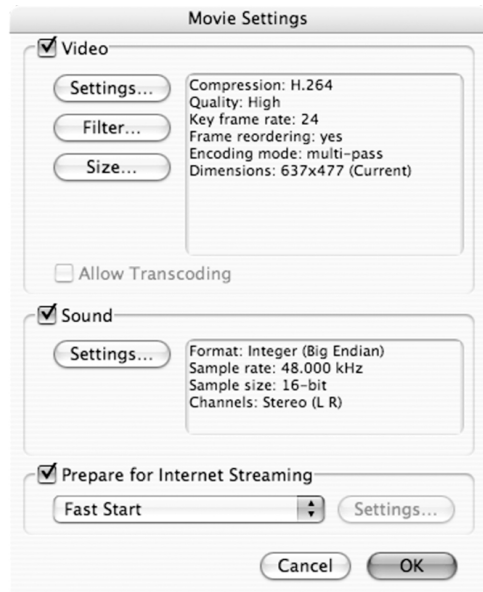 Movie Settings
Video
Settings...
Filter...
Size...
Compression: H.264
Quality: High
Key frame rate: 24
Frame reordering: yes
Encoding mode: multi-pass
Dimensions: 637x477 (Current)
Allow Transcoding
Sound
Settings...
Format: Integer (Big Endian)
Sample rate: 48.000 kHz
Sample size: 16-bit
Channels: Stereo (L R)
Prepare for Internet Streaming
Fast Start
Settings...
Cancel
OK